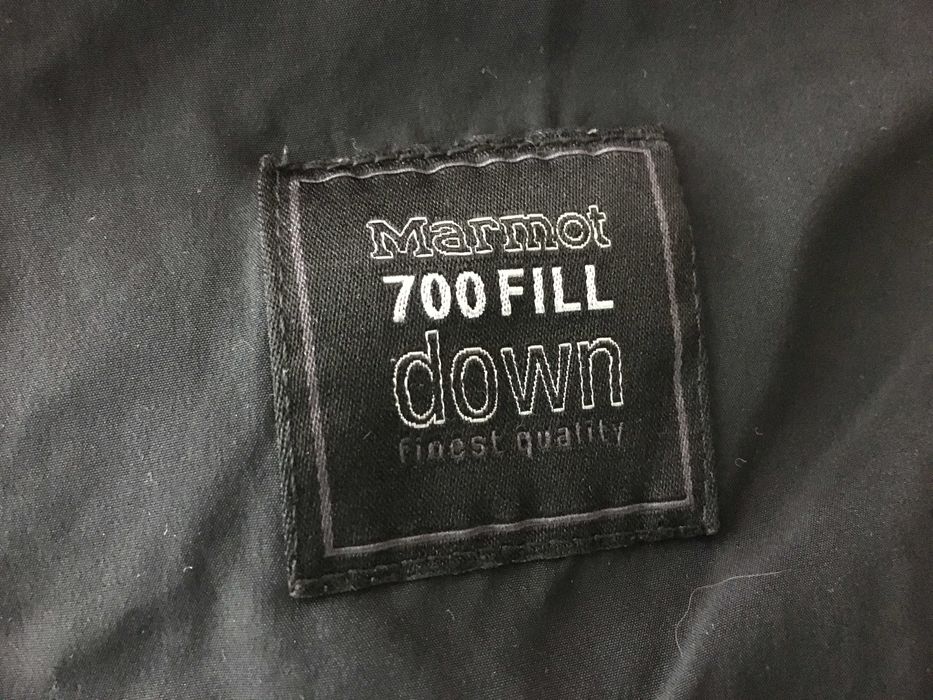 Marmot
700 FILL
down
finest quality